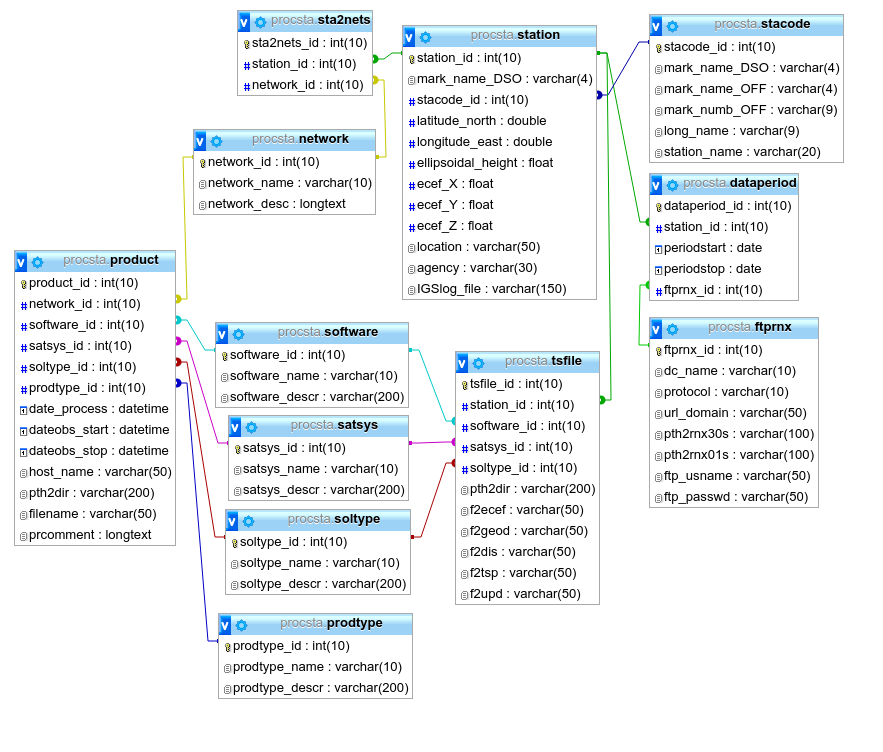 procsta.sta2nets
sta2nets_id : int(10)
station_id : int(10)
network_id : int(10)
procsta.station
station_id : int(10)
mark_name_DSO : varchar(4)
stacode_id : int(10)
latitude_north : double
longitude_east : double
ellipsoidal_height : float
ecef_X : float
ecef_Y : float
ecef_Z : float
location : varchar(50)
agency : varchar(30)
IGSlog_file : varchar(150)
procsta.stacode
stacode_id : int(10)
mark_name_DSO : varchar(4)
mark_name_OFF : varchar(4)
mark_numb_OFF : varchar(9)
long_name : varchar(9)
station_name : varchar(20)
procsta.network
network_id : int(10)
network_name : varchar(10)
network_desc : longtext
procsta.dataperiod
dataperiod_id : int(10)
station_id : int(10)
periodstart : date
periodstop : date
ftprnx_id : int(10)
procsta.product
product_id : int(10)
network_id : int(10)
software_id : int(10)
satsys_id : int(10)
soltype_id : int(10)
prodtype_id : int(10)
date_process : datetime
dateobs_start : datetime
dateobs_stop : datetime
host_name : varchar(50)
pth2dir : varchar(200)
filename : varchar(50)
prcomment : longtext
procsta.software
software_id : int(10)
software_name : varchar(10)
software_descr : varchar(200)
procsta.ftprnx
ftprnx_id : int(10)
dc_name : varchar(10)
protocol : varchar(10)
url_domain : varchar(50)
pth2rnx30s : varchar(100)
pth2rnx01s : varchar(100)
ftp_usname : varchar(50)
ftp_passwd : varchar(50)
procsta.tsfile
tsfile_id : int(10)
station_id : int(10)
software_id : int(10)
satsys_id : int(10)
soltype_id : int(10)
pth2dir : varchar(200)
f2ecef : varchar(50)
f2geod : varchar(50)
f2dis : varchar(50)
f2tsp : varchar(50)
f2upd : varchar(50)
procsta.satsys
satsys_id : int(10)
satsys_name : varchar(10)
satsys_descr : varchar(200)
procsta.soltype
soltype_id : int(10)
soltype_name : varchar(10)
soltype_descr : varchar(200)
procsta.prodtype
prodtype_id : int(10)
prodtype_name : varchar(10)
prodtype_descr : varchar(200)